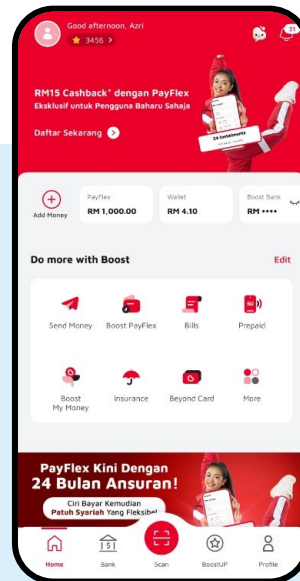 Good afternoon, Azri
3456 >
31
RM15 Cashback* dengan PayFlex
Eksklusif untuk Pengguna Baharu Sahaja
Daftar Sekarang
24 Instalments
Add Money
PayFlex
RM 1,000.00
Wallet
RM 4.10
Boost Bank
RM ••••
Do more with Boost
Edit
Send Money
Boost PayFlex
Bills
Prepaid
Boost
My Money
Insurance
Beyond Card
More
PayFlex Kini Dengan
24 Bulan Ansuran!
Ciri Bayar Kemudian
Patuh Syariah Yang Fleksibel
Home
Bank
Scan
BoostUP
Profile